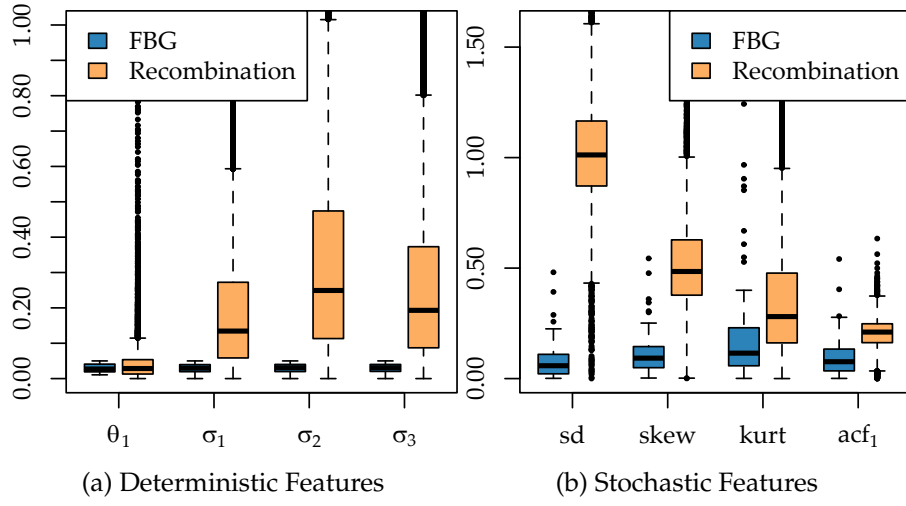 FBG
Recombination
1.00
0.80
0.60
0.40
0.20
0.00
θ1 σ1 σ2 σ3
(a) Deterministic Features
FBG
Recombination
1.50
1.00
0.50
0.00
sd skew kurt acf1
(b) Stochastic Features